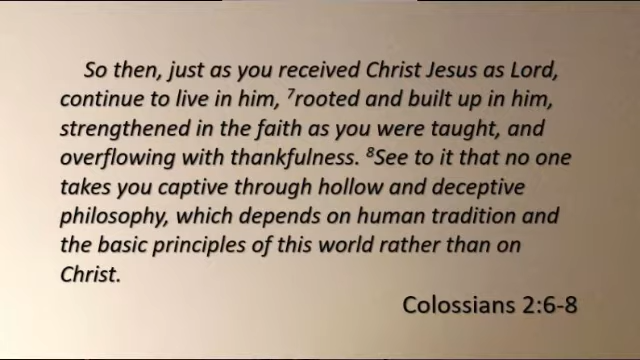 So then, just as you received Christ Jesus as Lord,
continue to live in him, ⁷rooted and built up in him,
strengthened in the faith as you were taught, and
overflowing with thankfulness. ⁸See to it that no one
takes you captive through hollow and deceptive
philosophy, which depends on human tradition and
the basic principles of this world rather than on
Christ.
Colossians 2:6-8